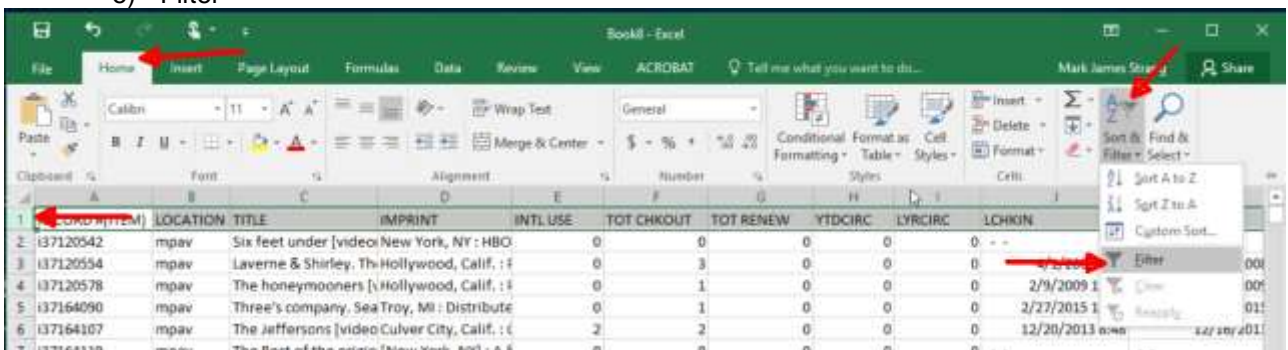 Filter
Book8 - Excel
File Home Insert Page Layout Formulas Data Review View ACROBAT Tell me what you want to do... Mark James Share
Paste Calibri 11 Wrap Text General Conditional Formatting Format as Table Cell Styles Insert Delete Format Sort & Filter Find & Select
B I U Merge & Center $ % Sort A to Z
Clipboard Font Alignment Number Styles Cells Sort Z to A
A B C D E F G H I Custom Sort...
1 LOCATION TITLE IMPRINT INTL USE TOT CHKOUT TOT RENEW YTDCIRC LYRCIRC LCHKIN Filter
2 i37120542 mpav Six feet under [videor New York, NY : HBO 0 0 0 0 0 - - Clear
3 i37120554 mpav Laverne & Shirley. The Hollywood, Calif. : 0 3 0 0 0 Reapply
4 i37120578 mpav The honeymooners [v Hollywood, Calif. : 0 1 0 0 0 2/9/2009
5 i37164090 mpav Three's company. Sea Troy, MI : Distribute 0 1 0 0 0 2/27/2015
6 i37164107 mpav The Jeffersons [video Culver City, Calif. : 2 2 0 0 0 12/20/2013 12/16/201